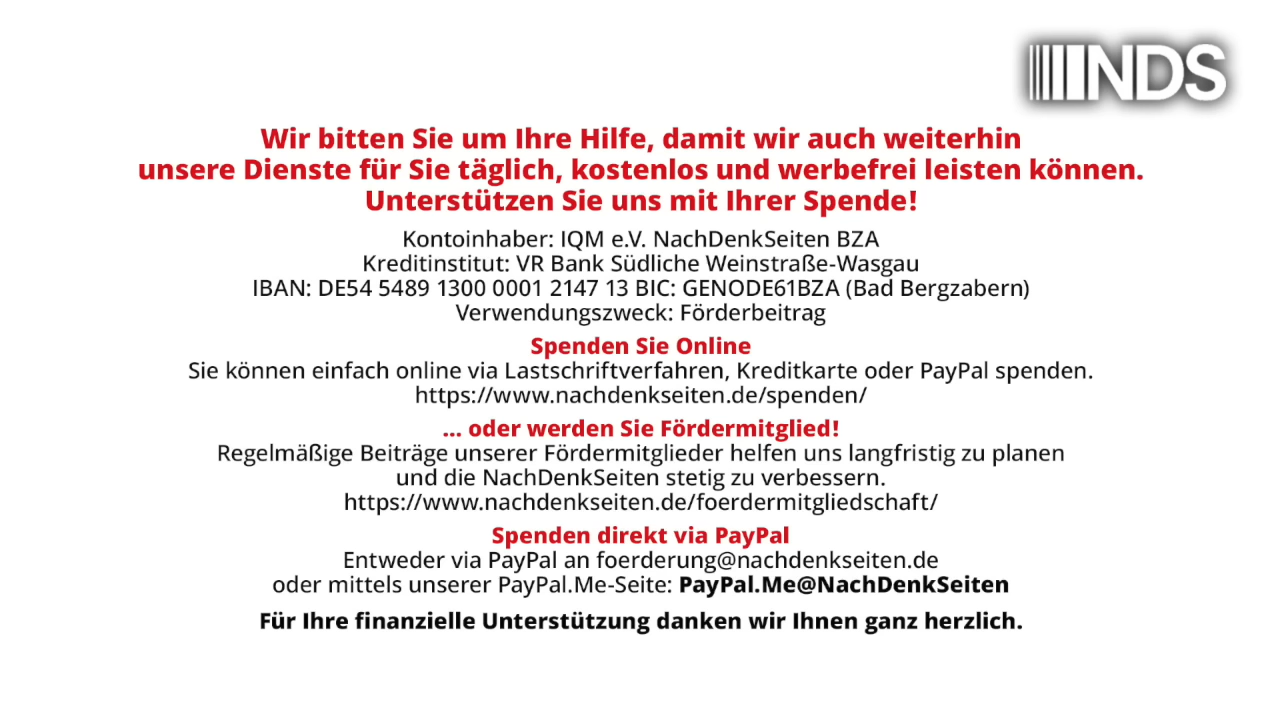 NDS
Wir bitten Sie um Ihre Hilfe, damit wir auch weiterhin
unsere Dienste für Sie täglich, kostenlos und werbefrei leisten können.
Unterstützen Sie uns mit Ihrer Spende!
Kontoinhaber: IQM e.V. NachDenkSeiten BZA
Kreditinstitut: VR Bank Südliche Weinstraße-Wasgau
IBAN: DE54 5489 1300 0001 2147 13 BIC: GENODE61BZA (Bad Bergzabern)
Verwendungszweck: Förderbeitrag
Spenden Sie Online
Sie können einfach online via Lastschriftverfahren, Kreditkarte oder PayPal spenden.
https://www.nachdenkseiten.de/spenden/
... oder werden Sie Fördermitglied!
Regelmäßige Beiträge unserer Fördermitglieder helfen uns langfristig zu planen
und die NachDenkSeiten stetig zu verbessern.
https://www.nachdenkseiten.de/foerdermitgliedschaft/
Spenden direkt via PayPal
Entweder via PayPal an foerderung@nachdenkseiten.de
oder mittels unserer PayPal.Me-Seite: PayPal.Me@NachDenkSeiten
Für Ihre finanzielle Unterstützung danken wir Ihnen ganz herzlich.